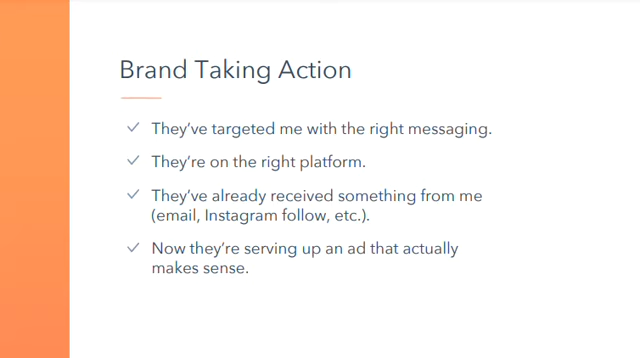 Brand Taking Action
They’ve targeted me with the right messaging.
They’re on the right platform.
They’ve already received something from me
(email, Instagram follow, etc.).
Now they’re serving up an ad that actually
makes sense.